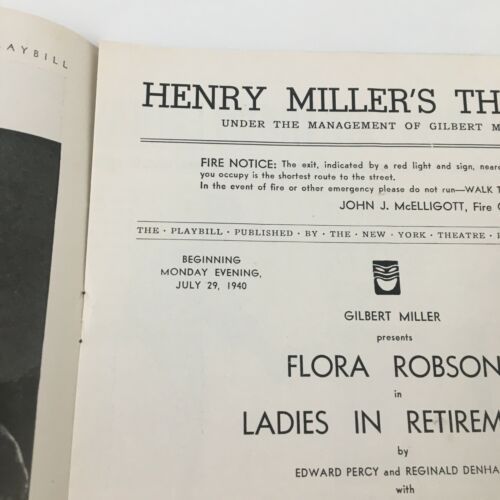 AYBILL
HENRY MILLER'S TH
UNDER THE MANAGEMENT OF GILBERT M
FIRE NOTICE: The exit, indicated by a red light and sign, neare
you occupy is the shortest route to the street.
In the event of fire or other emergency please do not run—WALK T
JOHN J. McELLIGOTT, Fire C
THE · PLAYBILL · PUBLISHED · BY · THE · NEW · YORK · THEATRE ·
BEGINNING
MONDAY EVENING,
JULY 29, 1940
GILBERT MILLER
presents
FLORA ROBSON
in
LADIES IN RETIREM
by
EDWARD PERCY and REGINALD DENHA
with